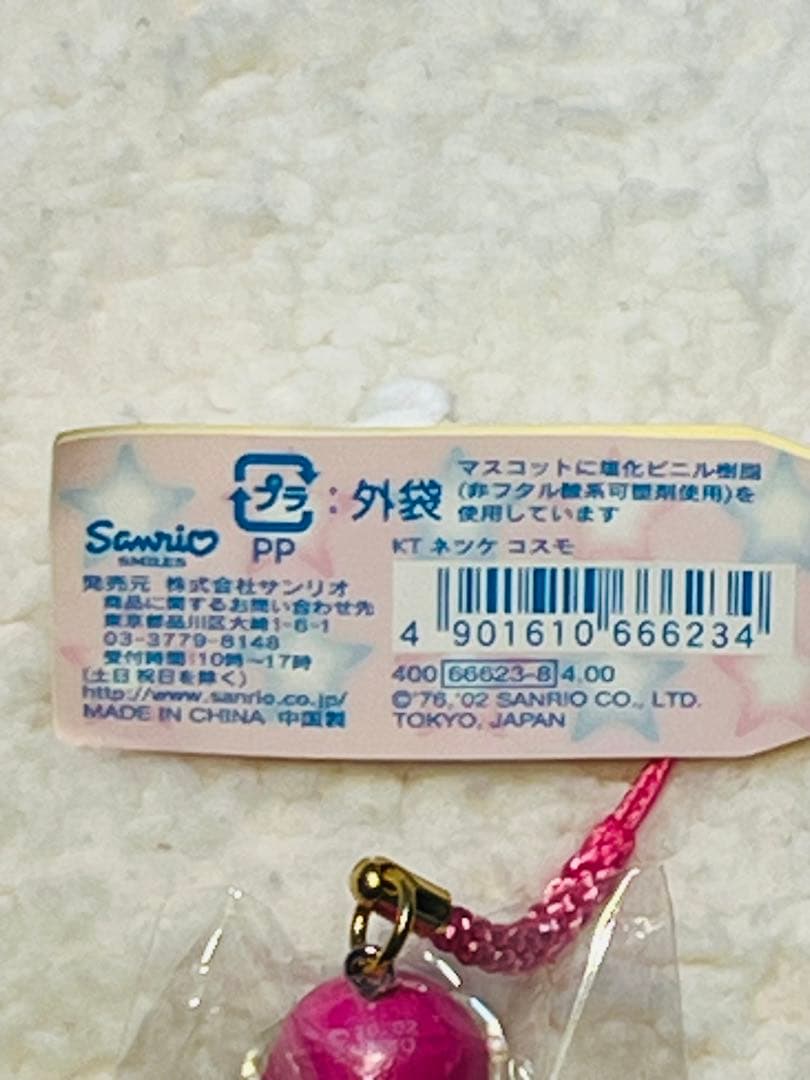 Sanrio
SMILES
プラ
PP
:外袋
マスコットに塩化ビニル樹脂
(非フタル酸系可塑剤使用)を
使用しています
発売元 株式会社サンリオ
商品に関するお問い合わせ先
東京都品川区大崎1-6-1
03-3779-8148
受付時間:10時~17時
(土日祝日を除く)
http://www.sanrio.co.jp/
MADE IN CHINA 中国製
KT ネツケ コスモ
4 901610 666234
400 66623-8 4.00
©'76,'02 SANRIO CO., LTD.
TOKYO, JAPAN